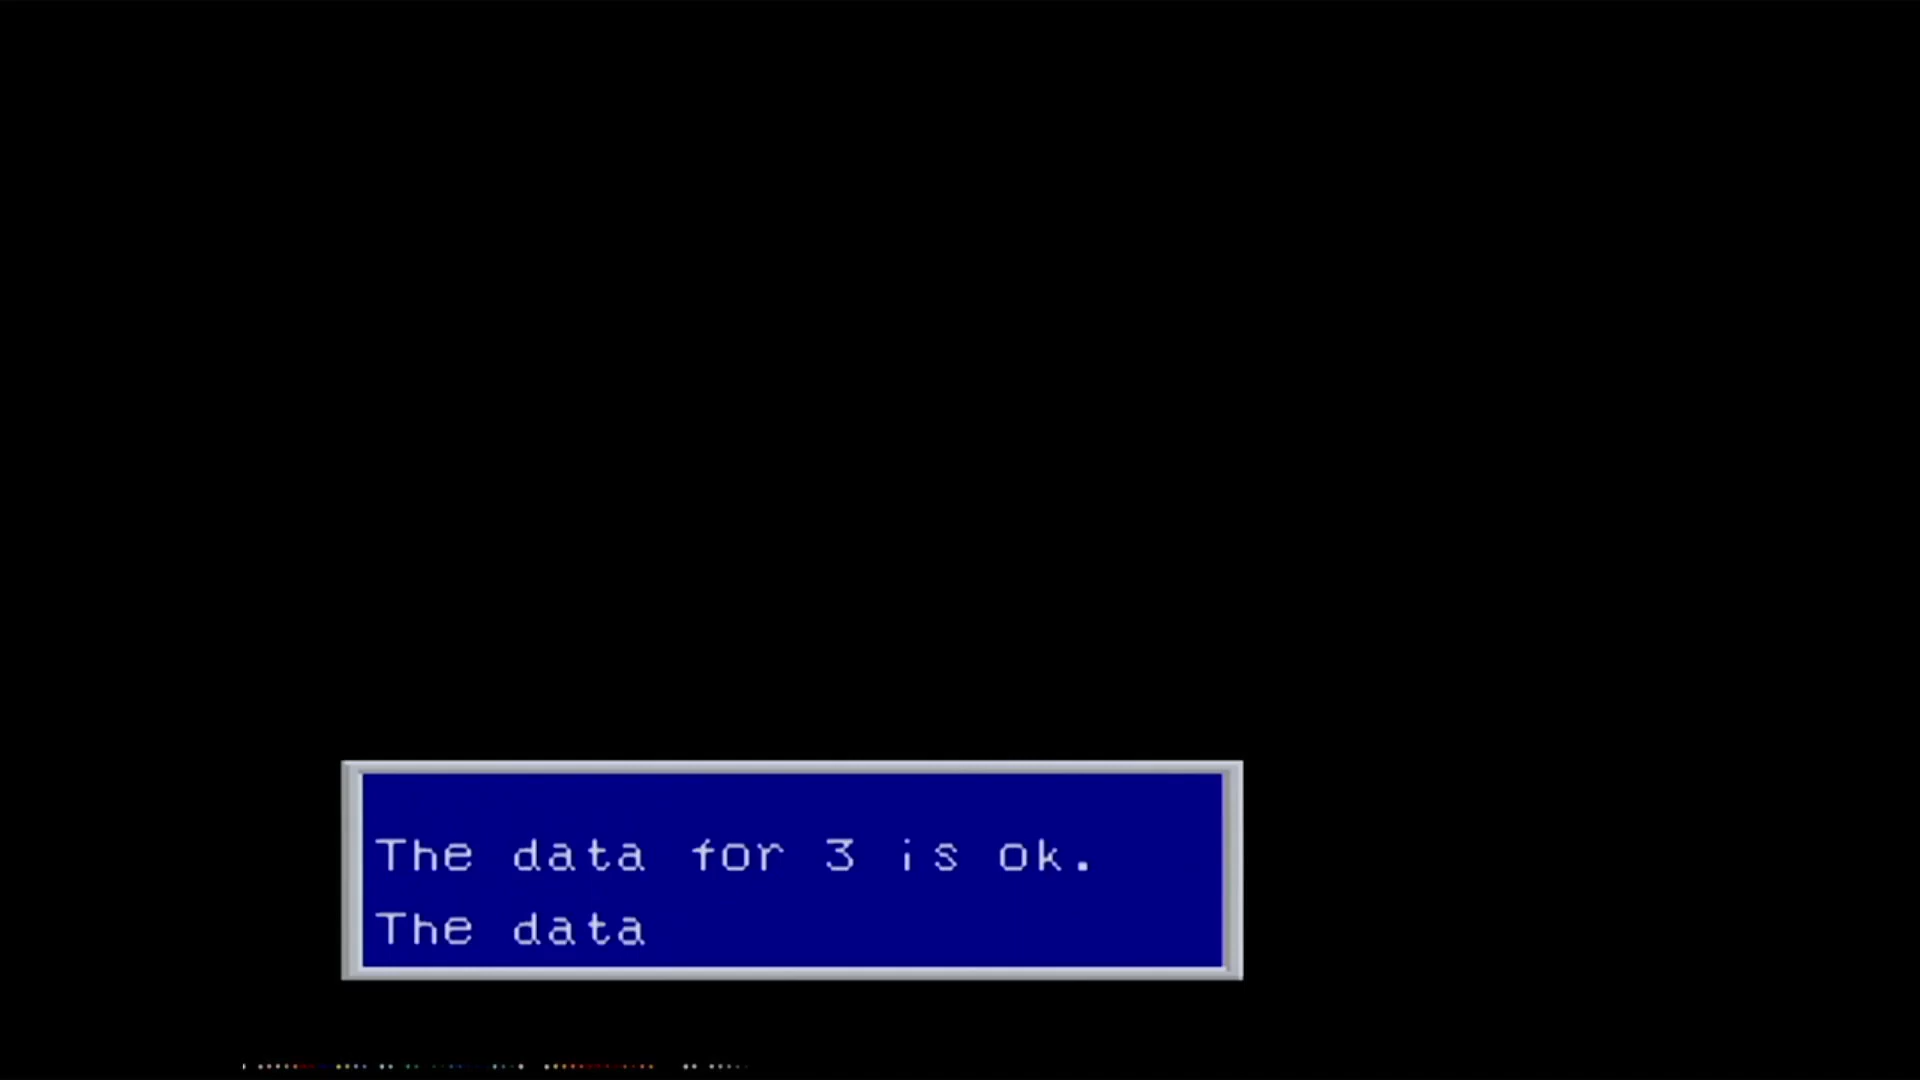 The data for 3 is ok.
The data